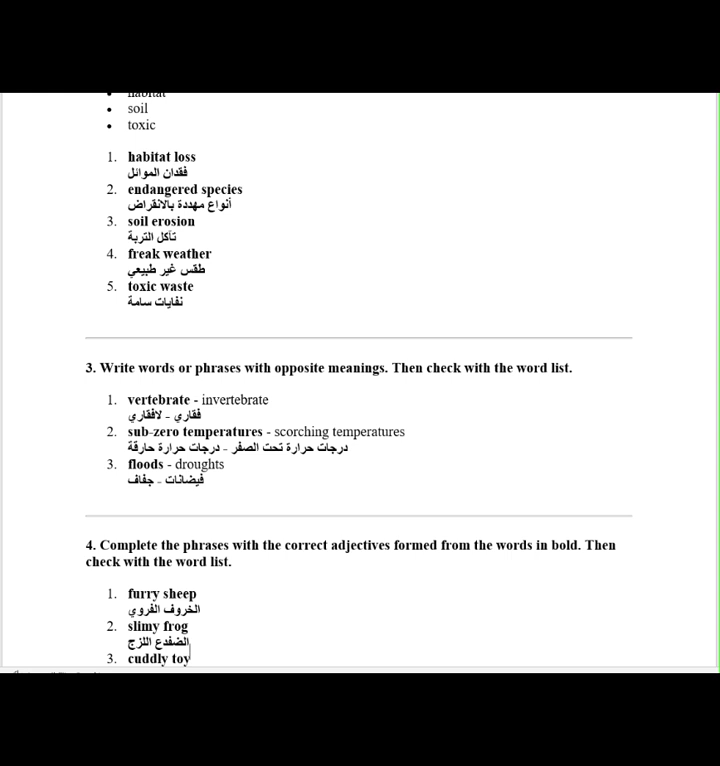 habitat
soil
toxic
1. habitat loss
فقدان الموائل
2. endangered species
أنواع مهددة بالانقراض
3. soil erosion
تآكل التربة
4. freak weather
طقس غير طبيعي
5. toxic waste
نفايات سامة
3. Write words or phrases with opposite meanings. Then check with the word list.
1. vertebrate - invertebrate
فقاري - لافقاري
2. sub-zero temperatures - scorching temperatures
درجات حرارة تحت الصفر - درجات حرارة حارقة
3. floods - droughts
فيضانات - جفاف
4. Complete the phrases with the correct adjectives formed from the words in bold. Then
check with the word list.
1. furry sheep
الخروف الفروي
2. slimy frog
الضفدع اللزج
3. cuddly toy